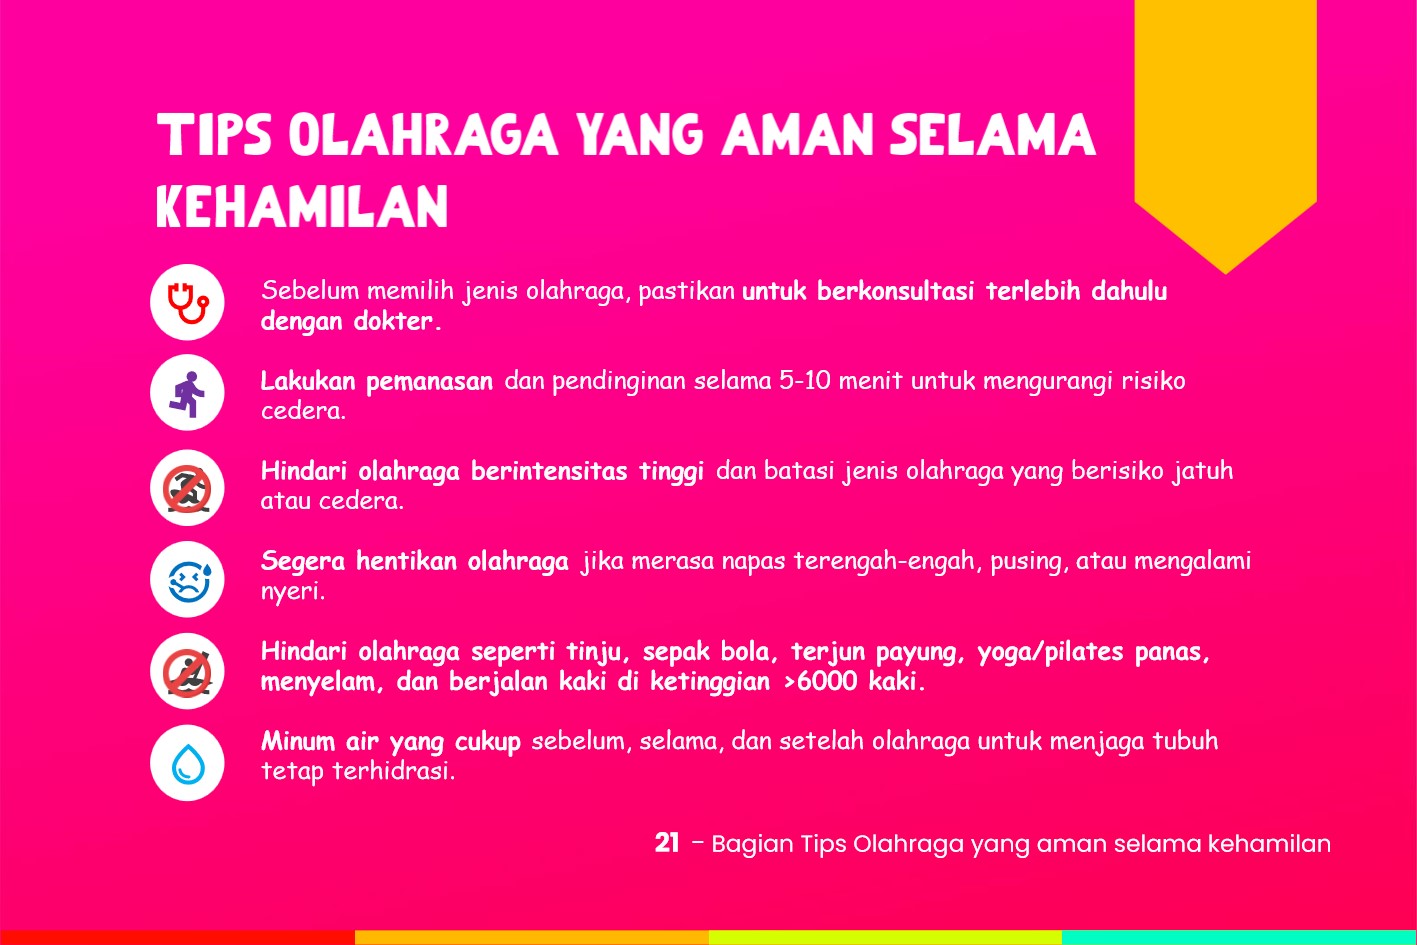 TIPS OLAHRAGA YANG AMAN SELAMA
KEHAMILAN
Sebelum memilih jenis olahraga, pastikan untuk berkonsultasi terlebih dahulu
dengan dokter.
Lakukan pemanasan dan pendinginan selama 5-10 menit untuk mengurangi risiko
cedera.
Hindari olahraga berintensitas tinggi dan batasi jenis olahraga yang berisiko jatuh
atau cedera.
Segera hentikan olahraga jika merasa napas terengah-engah, pusing, atau mengalami
nyeri.
Hindari olahraga seperti tinju, sepak bola, terjun payung, yoga/pilates panas,
menyelam, dan berjalan kaki di ketinggian >6000 kaki.
Minum air yang cukup sebelum, selama, dan setelah olahraga untuk menjaga tubuh
tetap terhidrasi.
21 – Bagian Tips Olahraga yang aman selama kehamilan